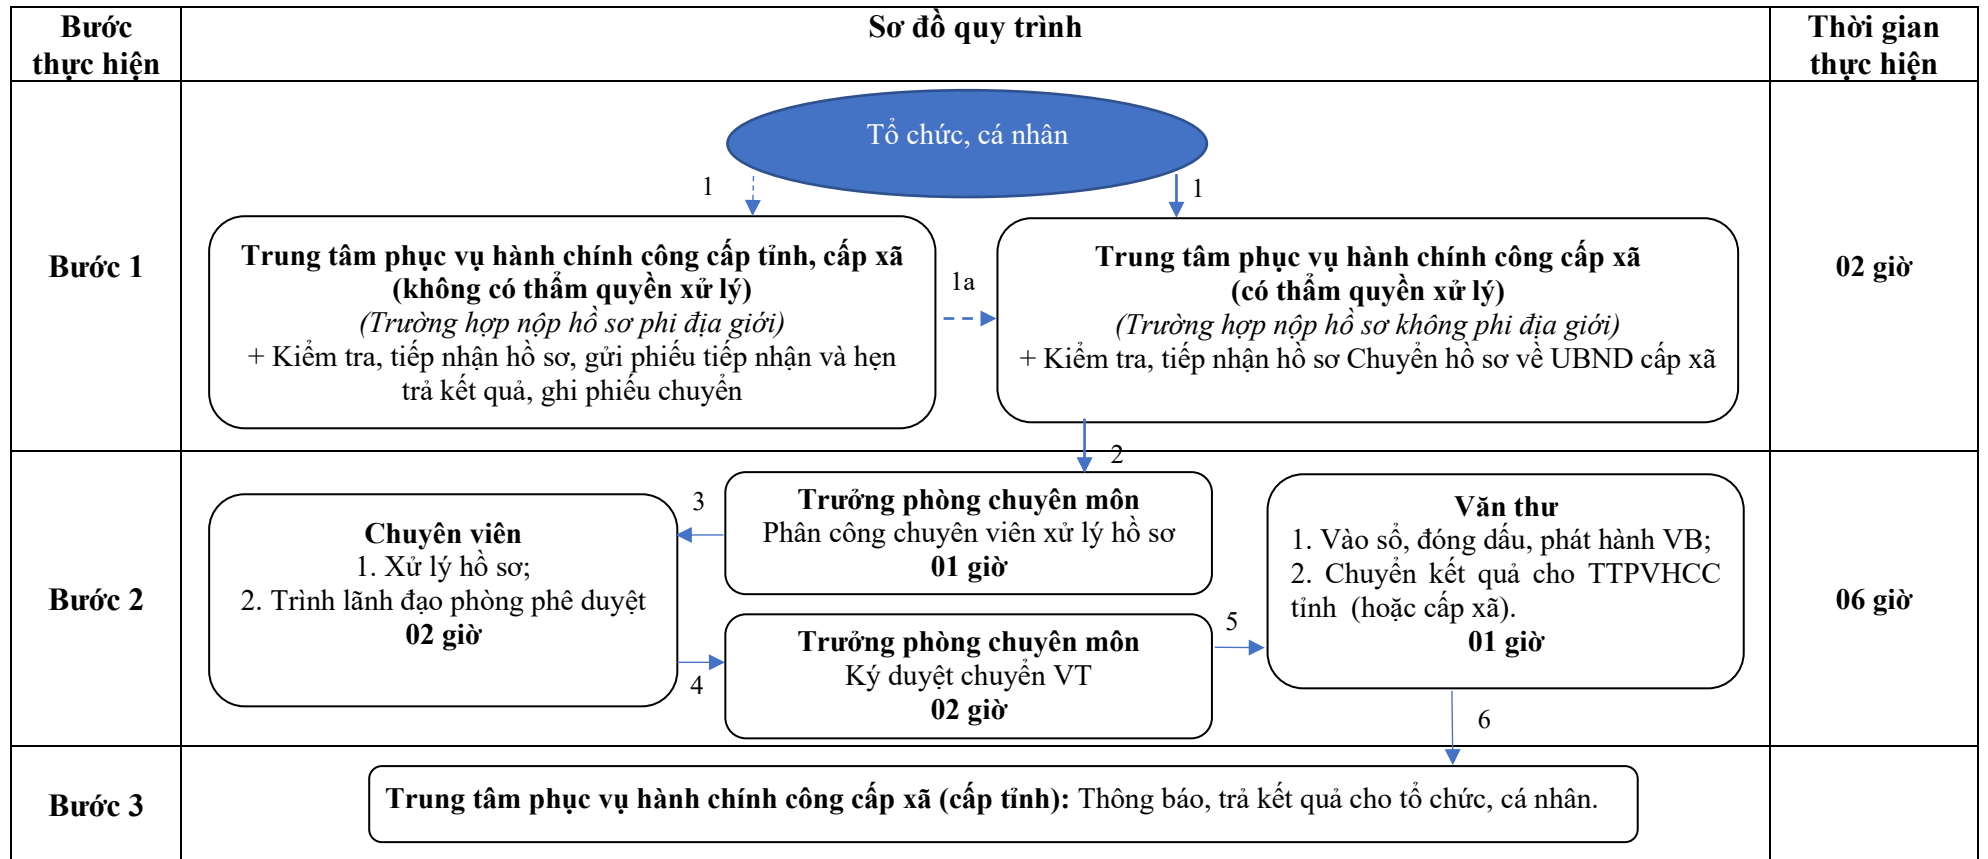 Bước
thực hiện
Sơ đồ quy trình
Thời gian
thực hiện
Bước 1
Tổ chức, cá nhân
1
1
Trung tâm phục vụ hành chính công cấp tỉnh, cấp xã
(không có thẩm quyền xử lý)
(Trường hợp nộp hồ sơ phi địa giới)
+ Kiểm tra, tiếp nhận hồ sơ, gửi phiếu tiếp nhận và hẹn
trả kết quả, ghi phiếu chuyển
1a
Trung tâm phục vụ hành chính công cấp xã
(có thẩm quyền xử lý)
(Trường hợp nộp hồ sơ không phi địa giới)
+ Kiểm tra, tiếp nhận hồ sơ Chuyển hồ sơ về UBND cấp xã
02 giờ
2
Bước 2
Chuyên viên
1. Xử lý hồ sơ;
2. Trình lãnh đạo phòng phê duyệt
02 giờ
3
4
Trưởng phòng chuyên môn
Phân công chuyên viên xử lý hồ sơ
01 giờ
Trưởng phòng chuyên môn
Ký duyệt chuyển VT
02 giờ
5
Văn thư
1. Vào sổ, đóng dấu, phát hành VB;
2. Chuyển kết quả cho TTPVHCC
tỉnh (hoặc cấp xã).
01 giờ
6
06 giờ
Bước 3
Trung tâm phục vụ hành chính công cấp xã (cấp tỉnh): Thông báo, trả kết quả cho tổ chức, cá nhân.